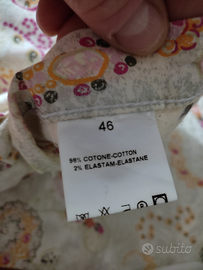 46
98% COTONE-COTTON
2% ELASTAM-ELASTANE
subito